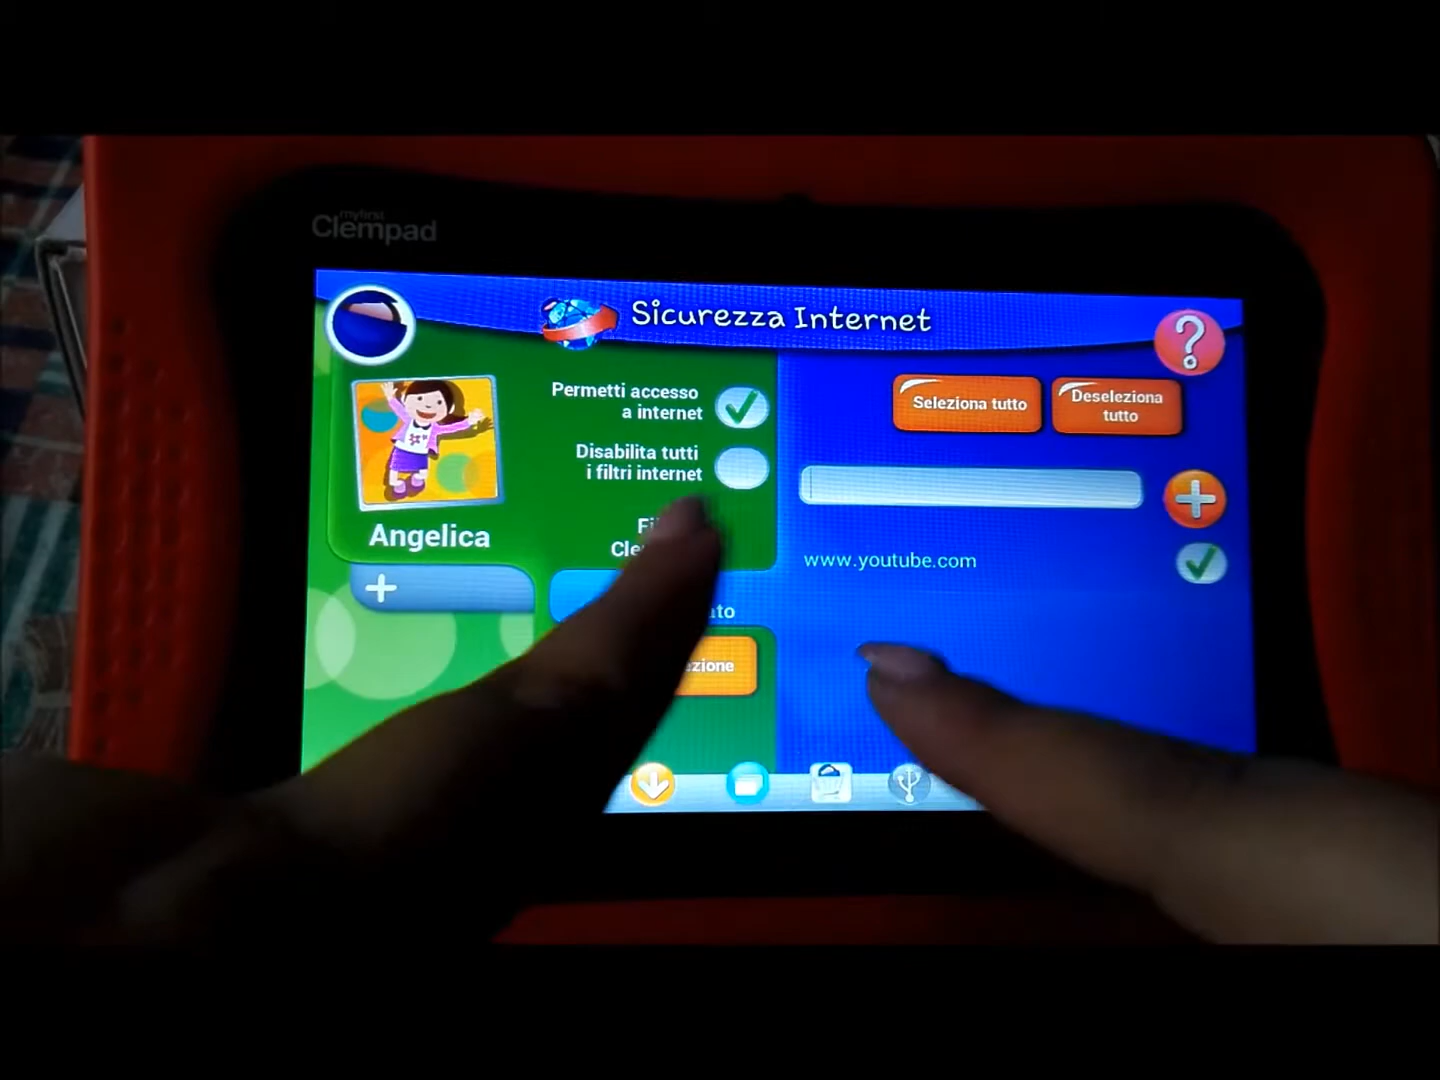 myfirst
Clempad
Sicurezza Internet
Permetti accesso
a internet
Disabilita tutti
i filtri internet
Angelica
Seleziona tutto
Deseleziona
tutto
www.youtube.com